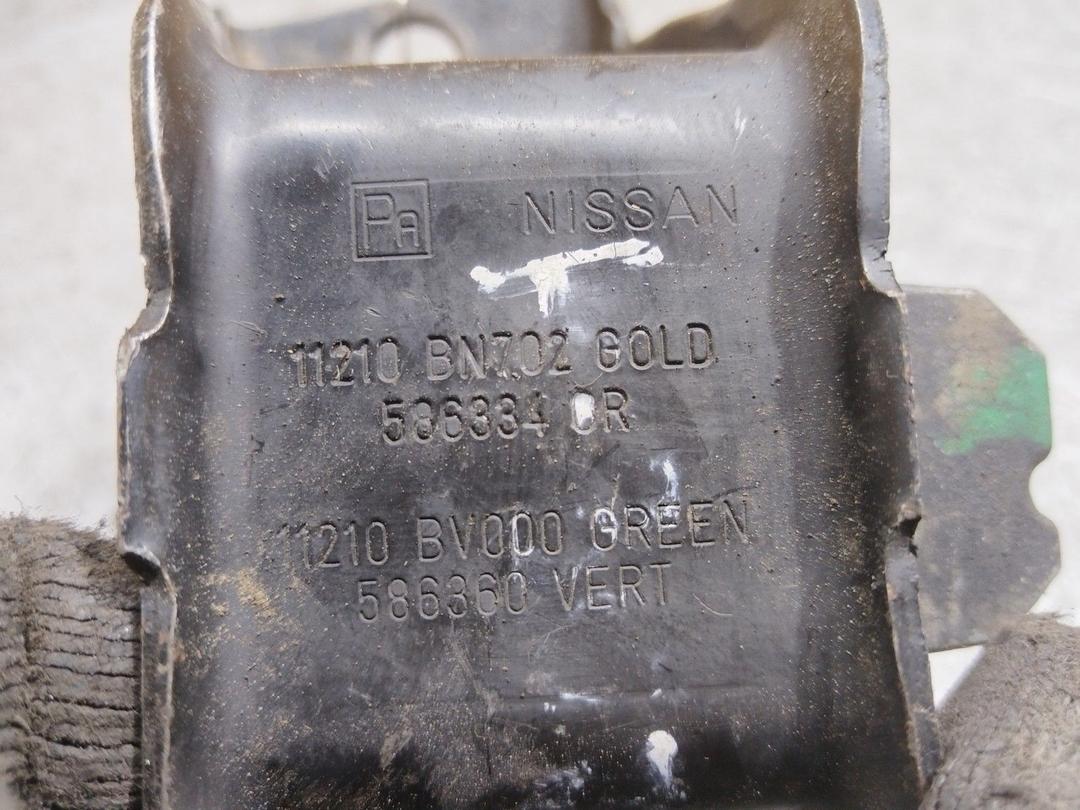 PA NISSAN
11210 BN702 GOLD
586334 OR
11210 BV000 GREEN
586360 VERT